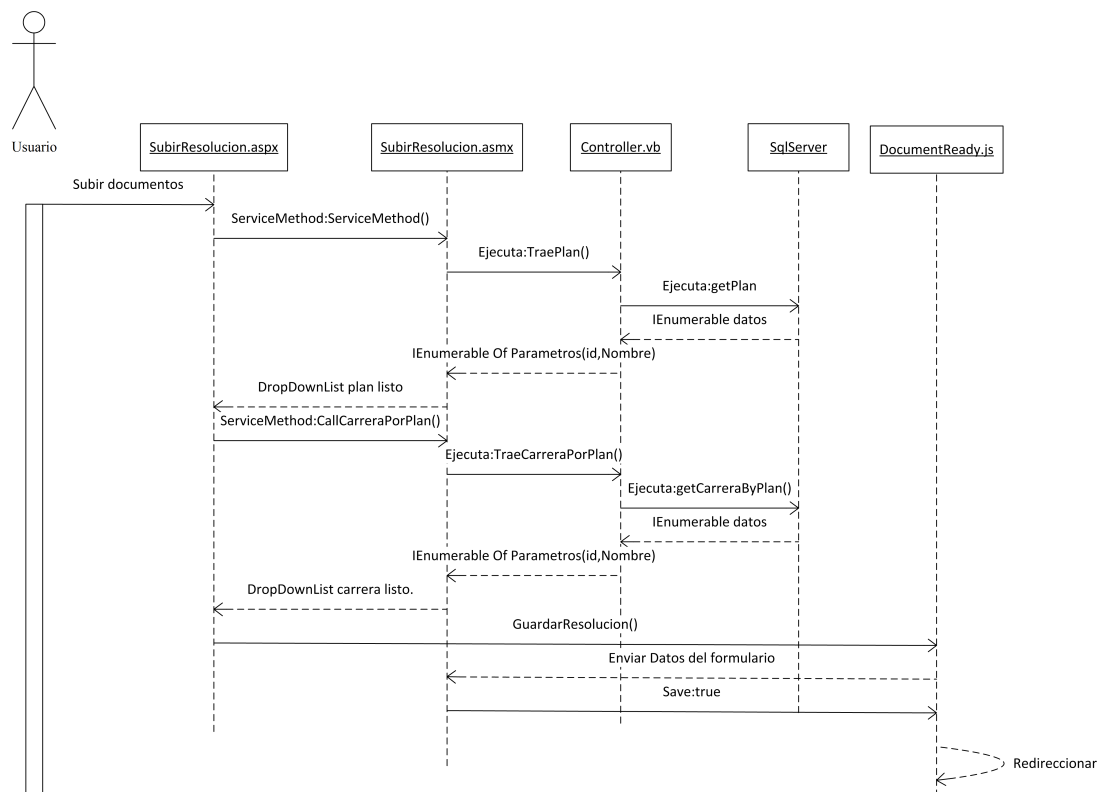 Usuario
SubirResolucion.aspx
SubirResolucion.asmx
Controller.vb
SqlServer
DocumentReady.js
Subir documentos
ServiceMethod:ServiceMethod()
Ejecuta:TraePlan()
Ejecuta:getPlan
IEnumerable datos
IEnumerable Of Parametros(id,Nombre)
DropDownList plan listo
ServiceMethod:CallCarreraPorPlan()
Ejecuta:TraeCarreraPorPlan()
Ejecuta:getCarreraByPlan()
IEnumerable datos
IEnumerable Of Parametros(id,Nombre)
DropDownList carrera listo.
GuardarResolucion()
Enviar Datos del formulario
Save:true
Redireccionar